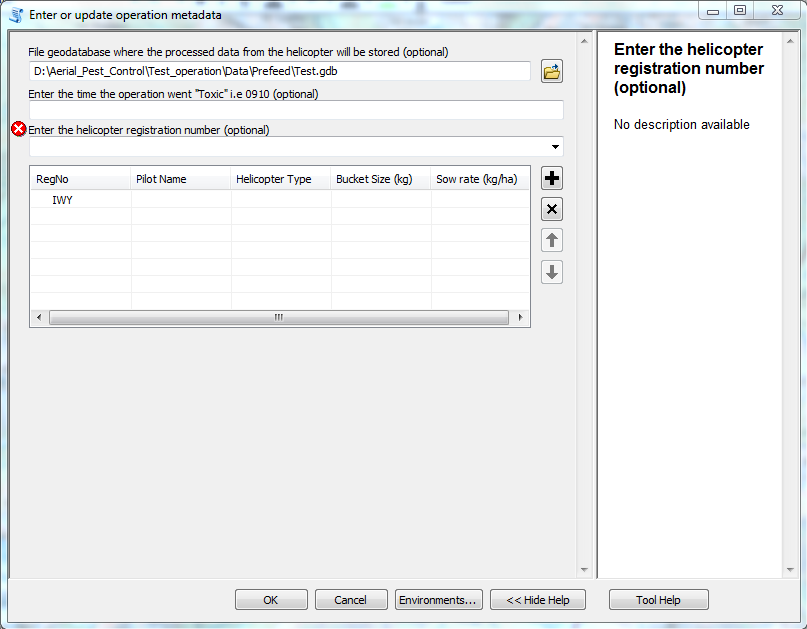 Enter or update operation metadata
File geodatabase where the processed data from the helicopter will be stored (optional)
D:\Aerial_Pest_Control\Test_operation\Data\Prefeed\Test.gdb
Enter the time the operation went "Toxic" i.e 0910 (optional)
Enter the helicopter registration number (optional)
RegNo Pilot Name Helicopter Type Bucket Size (kg) Sow rate (kg/ha)
IWY
OK Cancel Environments... << Hide Help Tool Help
Enter the helicopter
registration number
(optional)
No description available